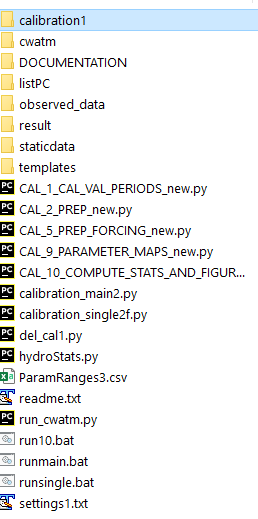 calibration1
cwatm
DOCUMENTATION
listPC
observed_data
result
staticdata
templates
CAL_1_CAL_VAL_PERIODS_new.py
CAL_2_PREP_new.py
CAL_5_PREP_FORCING_new.py
CAL_9_PARAMETER_MAPS_new.py
CAL_10_COMPUTE_STATS_AND_FIGUR...
calibration_main2.py
calibration_single2f.py
del_cal1.py
hydroStats.py
ParamRanges3.csv
readme.txt
run_cwatm.py
run10.bat
runmain.bat
runsingle.bat
settings1.txt